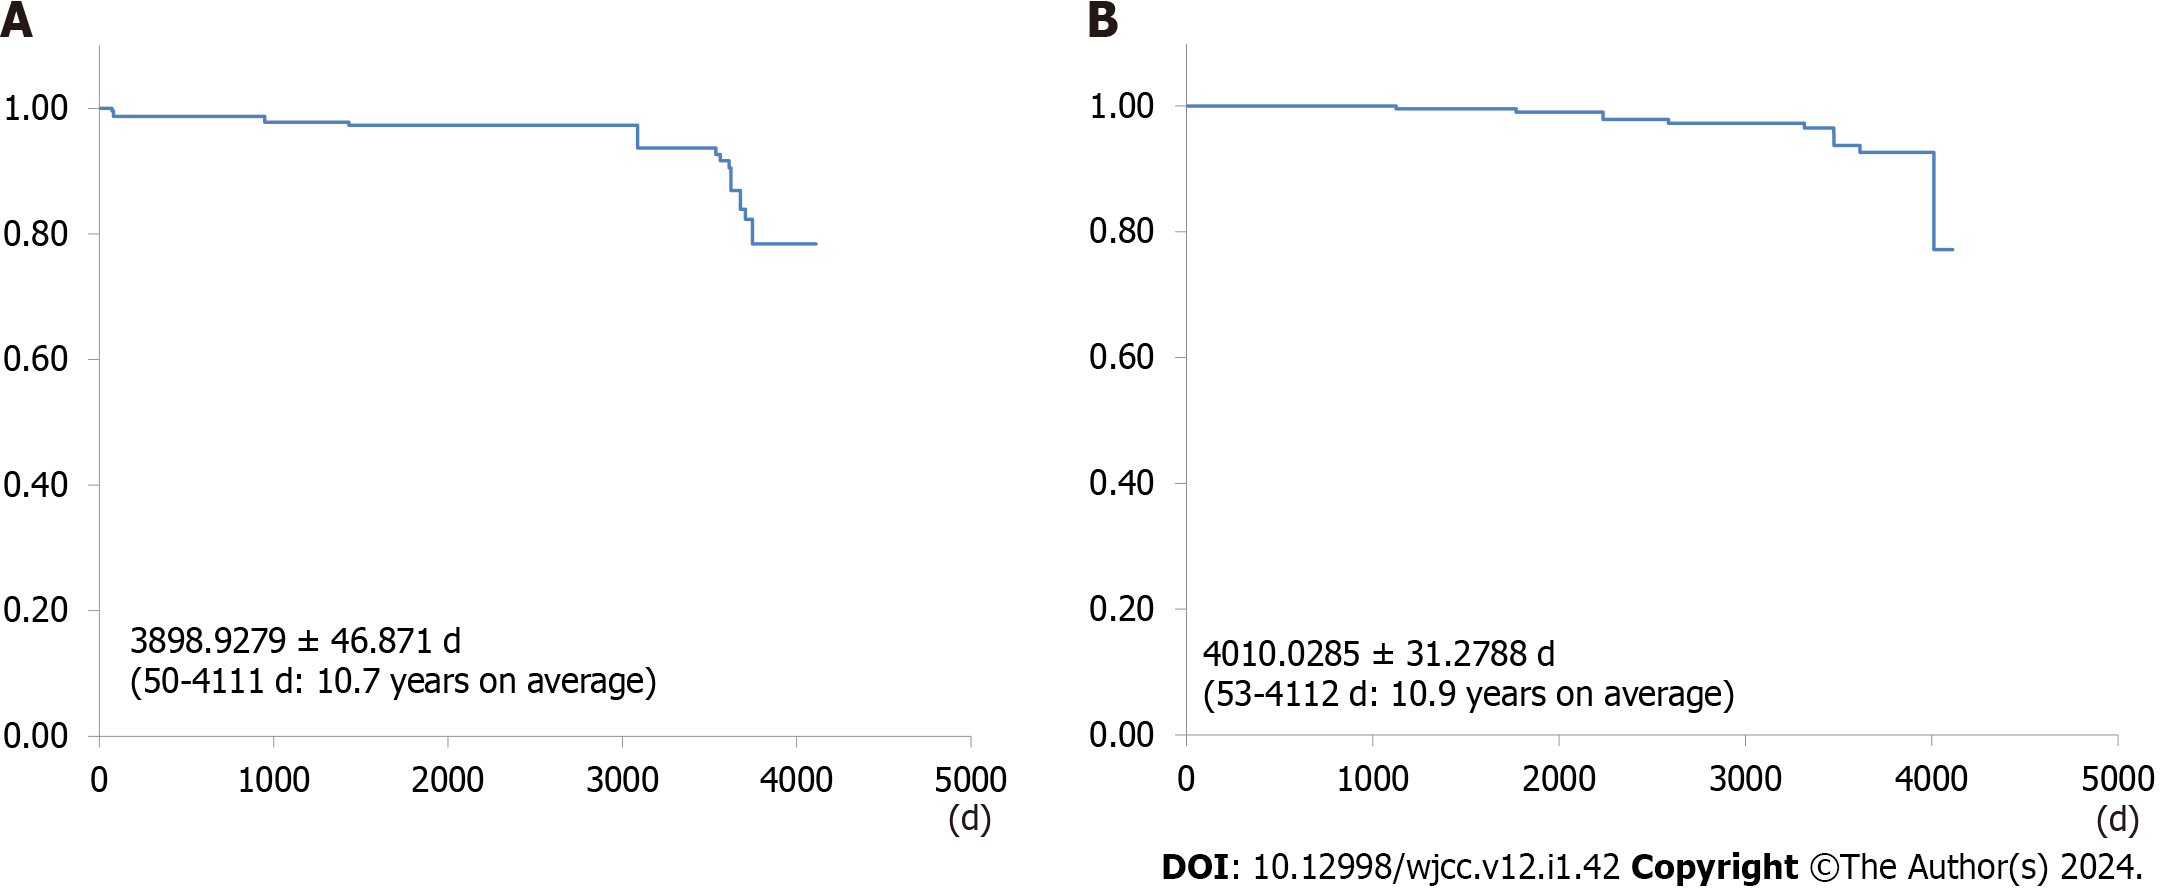 A
1.00
0.80
0.60
0.40
0.20
0.00
3898.9279 ± 46.871 d
(50-4111 d: 10.7 years on average)
0 1000 2000 3000 4000 5000
(d)
B
1.00
0.80
0.60
0.40
0.20
0.00
4010.0285 ± 31.2788 d
(53-4112 d: 10.9 years on average)
0 1000 2000 3000 4000 5000
(d)
DOI: 10.12998/wjcc.v12.i1.42 Copyright ©The Author(s) 2024.